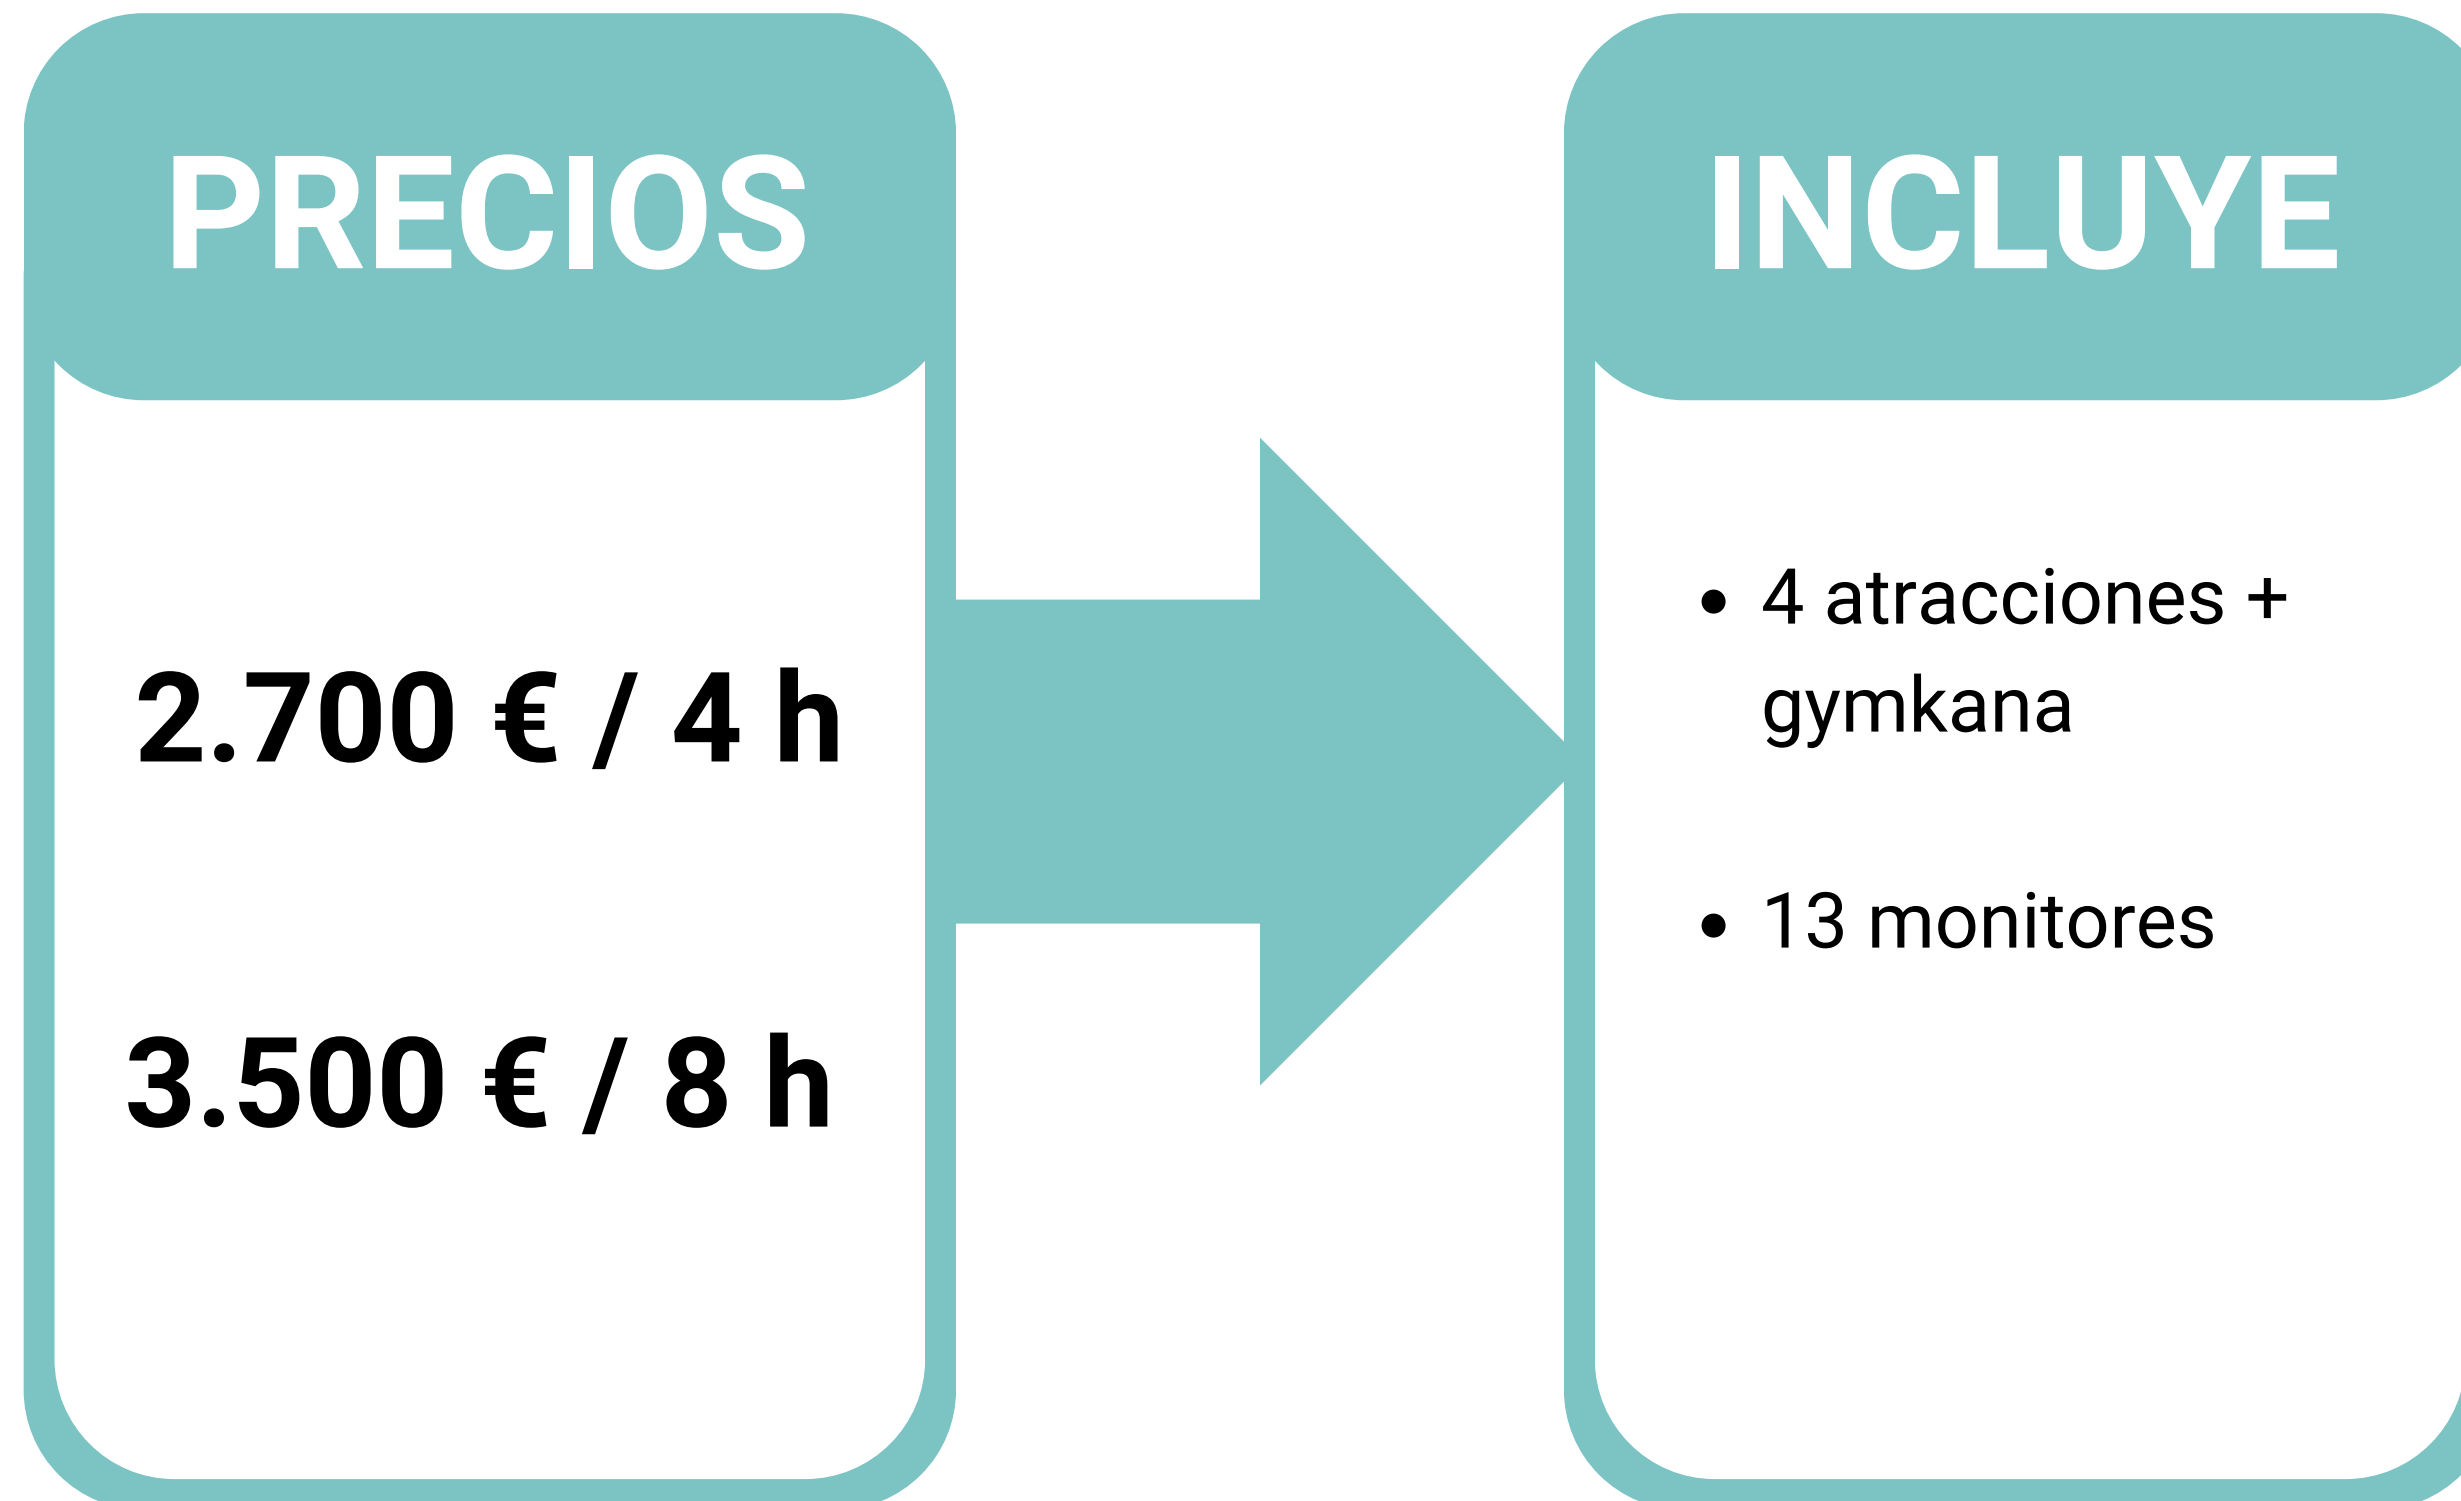 PRECIOS
2.700 € / 4 h
3.500 € / 8 h
INCLUYE
• 4 atracciones +
gymkana
• 13 monitores